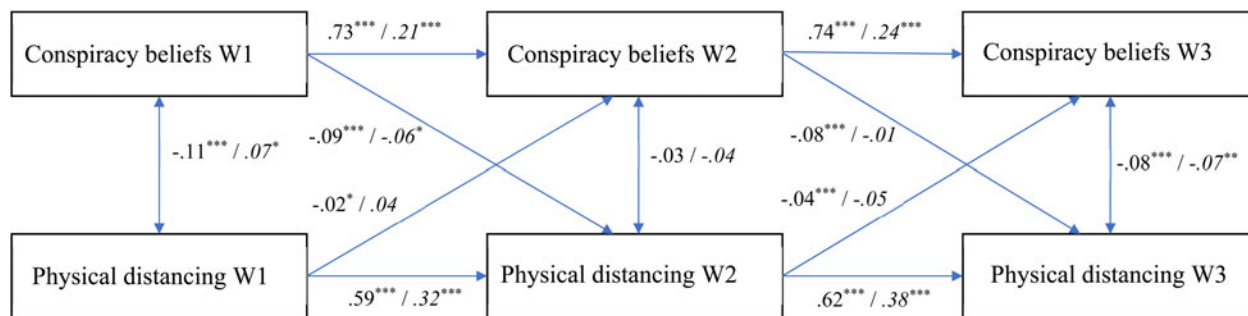 .73*** / .21***
.74*** / .24***
Conspiracy beliefs W1
Conspiracy beliefs W2
Conspiracy beliefs W3
-.11*** / .07*
-.09*** / -.06*
-.03 / -.04
-.08*** / -.01
-.08*** / -.07**
-.02* / .04
-.04*** / -.05
Physical distancing W1
Physical distancing W2
Physical distancing W3
.59*** / .32***
.62*** / .38***